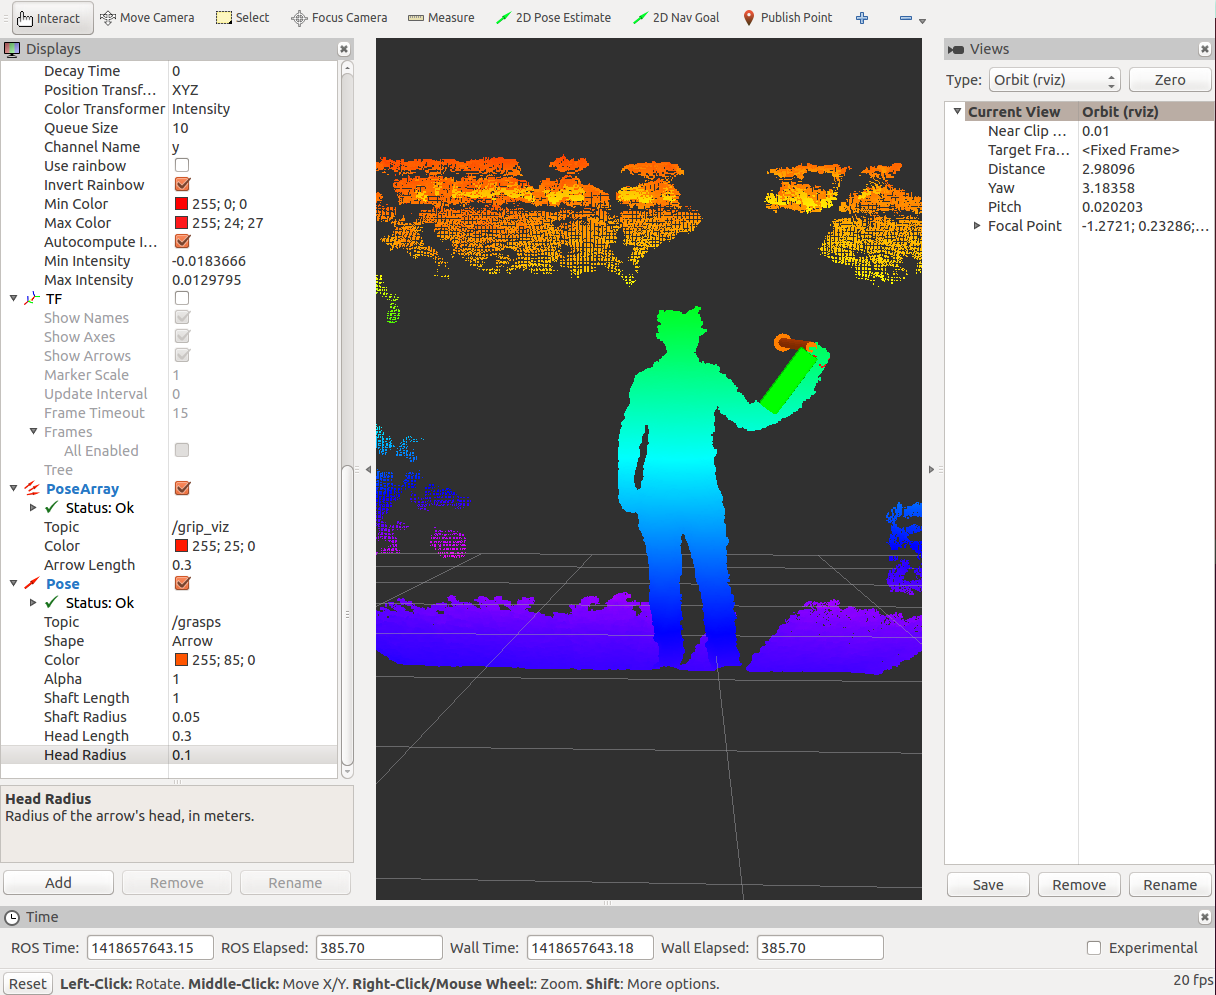 Interact Move Camera Select Focus Camera Measure 2D Pose Estimate 2D Nav Goal Publish Point
Displays
Decay Time 0
Position Transf... XYZ
Color Transformer Intensity
Queue Size 10
Channel Name y
Use rainbow
Invert Rainbow
Min Color 255; 0; 0
Max Color 255; 24; 27
Autocompute I...
Min Intensity -0.0183666
Max Intensity 0.0129795
TF
Show Names
Show Axes
Show Arrows
Marker Scale 1
Update Interval 0
Frame Timeout 15
Frames
All Enabled
Tree
PoseArray
Status: Ok
Topic /grip_viz
Color 255; 25; 0
Arrow Length 0.3
Pose
Status: Ok
Topic /grasps
Shape Arrow
Color 255; 85; 0
Alpha 1
Shaft Length 1
Shaft Radius 0.05
Head Length 0.3
Head Radius 0.1
Head Radius
Radius of the arrow's head, in meters.
Add Remove Rename
Views
Type: Orbit (rviz) Zero
Current View Orbit (rviz)
Near Clip ... 0.01
Target Fra... <Fixed Frame>
Distance 2.98096
Yaw 3.18358
Pitch 0.020203
Focal Point -1.2721; 0.23286;...
Save Remove Rename
Time
ROS Time: 1418657643.15 ROS Elapsed: 385.70 Wall Time: 1418657643.18 Wall Elapsed: 385.70 Experimental
Reset Left-Click: Rotate. Middle-Click: Move X/Y. Right-Click/Mouse Wheel:: Zoom. Shift: More options. 20 fps